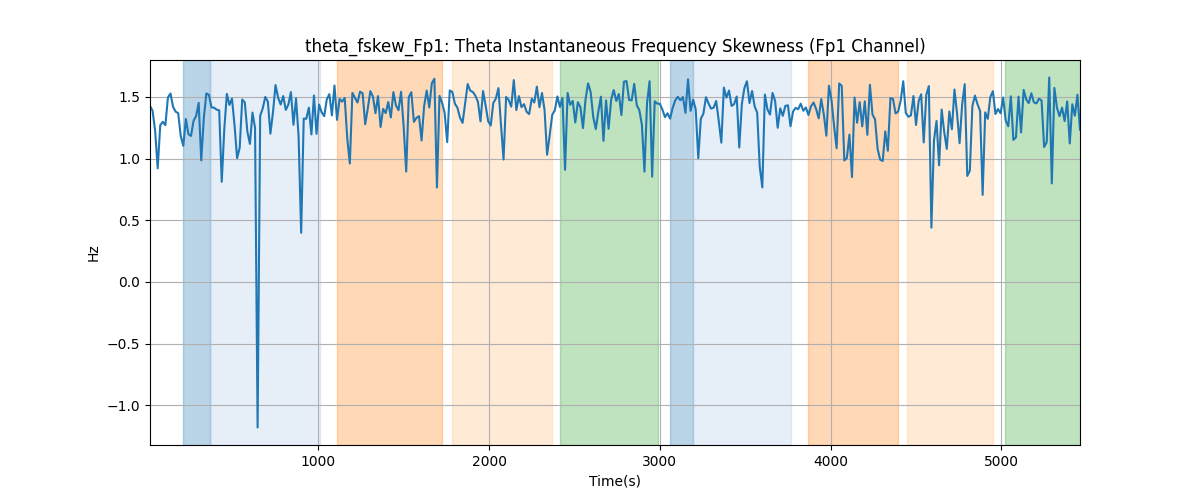 theta_fskew_Fp1: Theta Instantaneous Frequency Skewness (Fp1 Channel)
1.5
1.0
0.5
0.0
−0.5
−1.0
Hz
1000 2000 3000 4000 5000
Time(s)